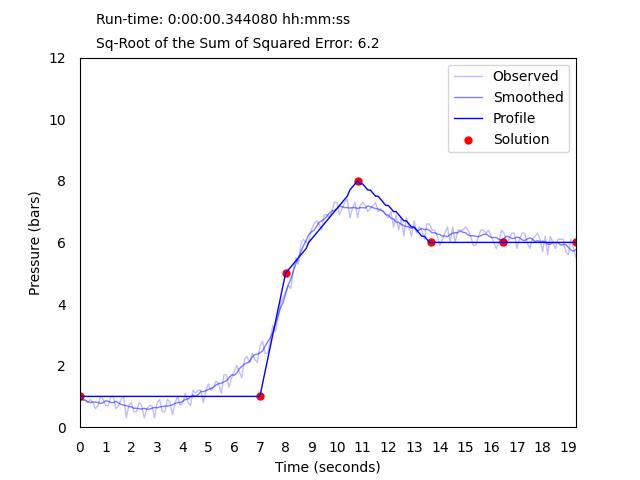 Run-time: 0:00:00.344080 hh:mm:ss
Sq-Root of the Sum of Squared Error: 6.2
12
10
8
6
4
2
0
Pressure (bars)
Observed
Smoothed
Profile
Solution
0 1 2 3 4 5 6 7 8 9 10 11 12 13 14 15 16 17 18 19
Time (seconds)